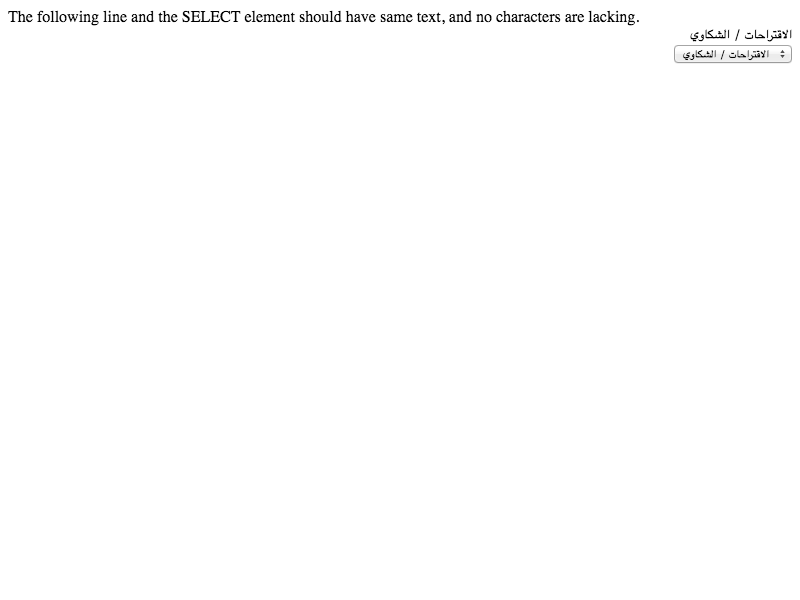 The following line and the SELECT element should have same text, and no characters are lacking.
الاقتراحات / الشكاوي
الاقتراحات / الشكاوي